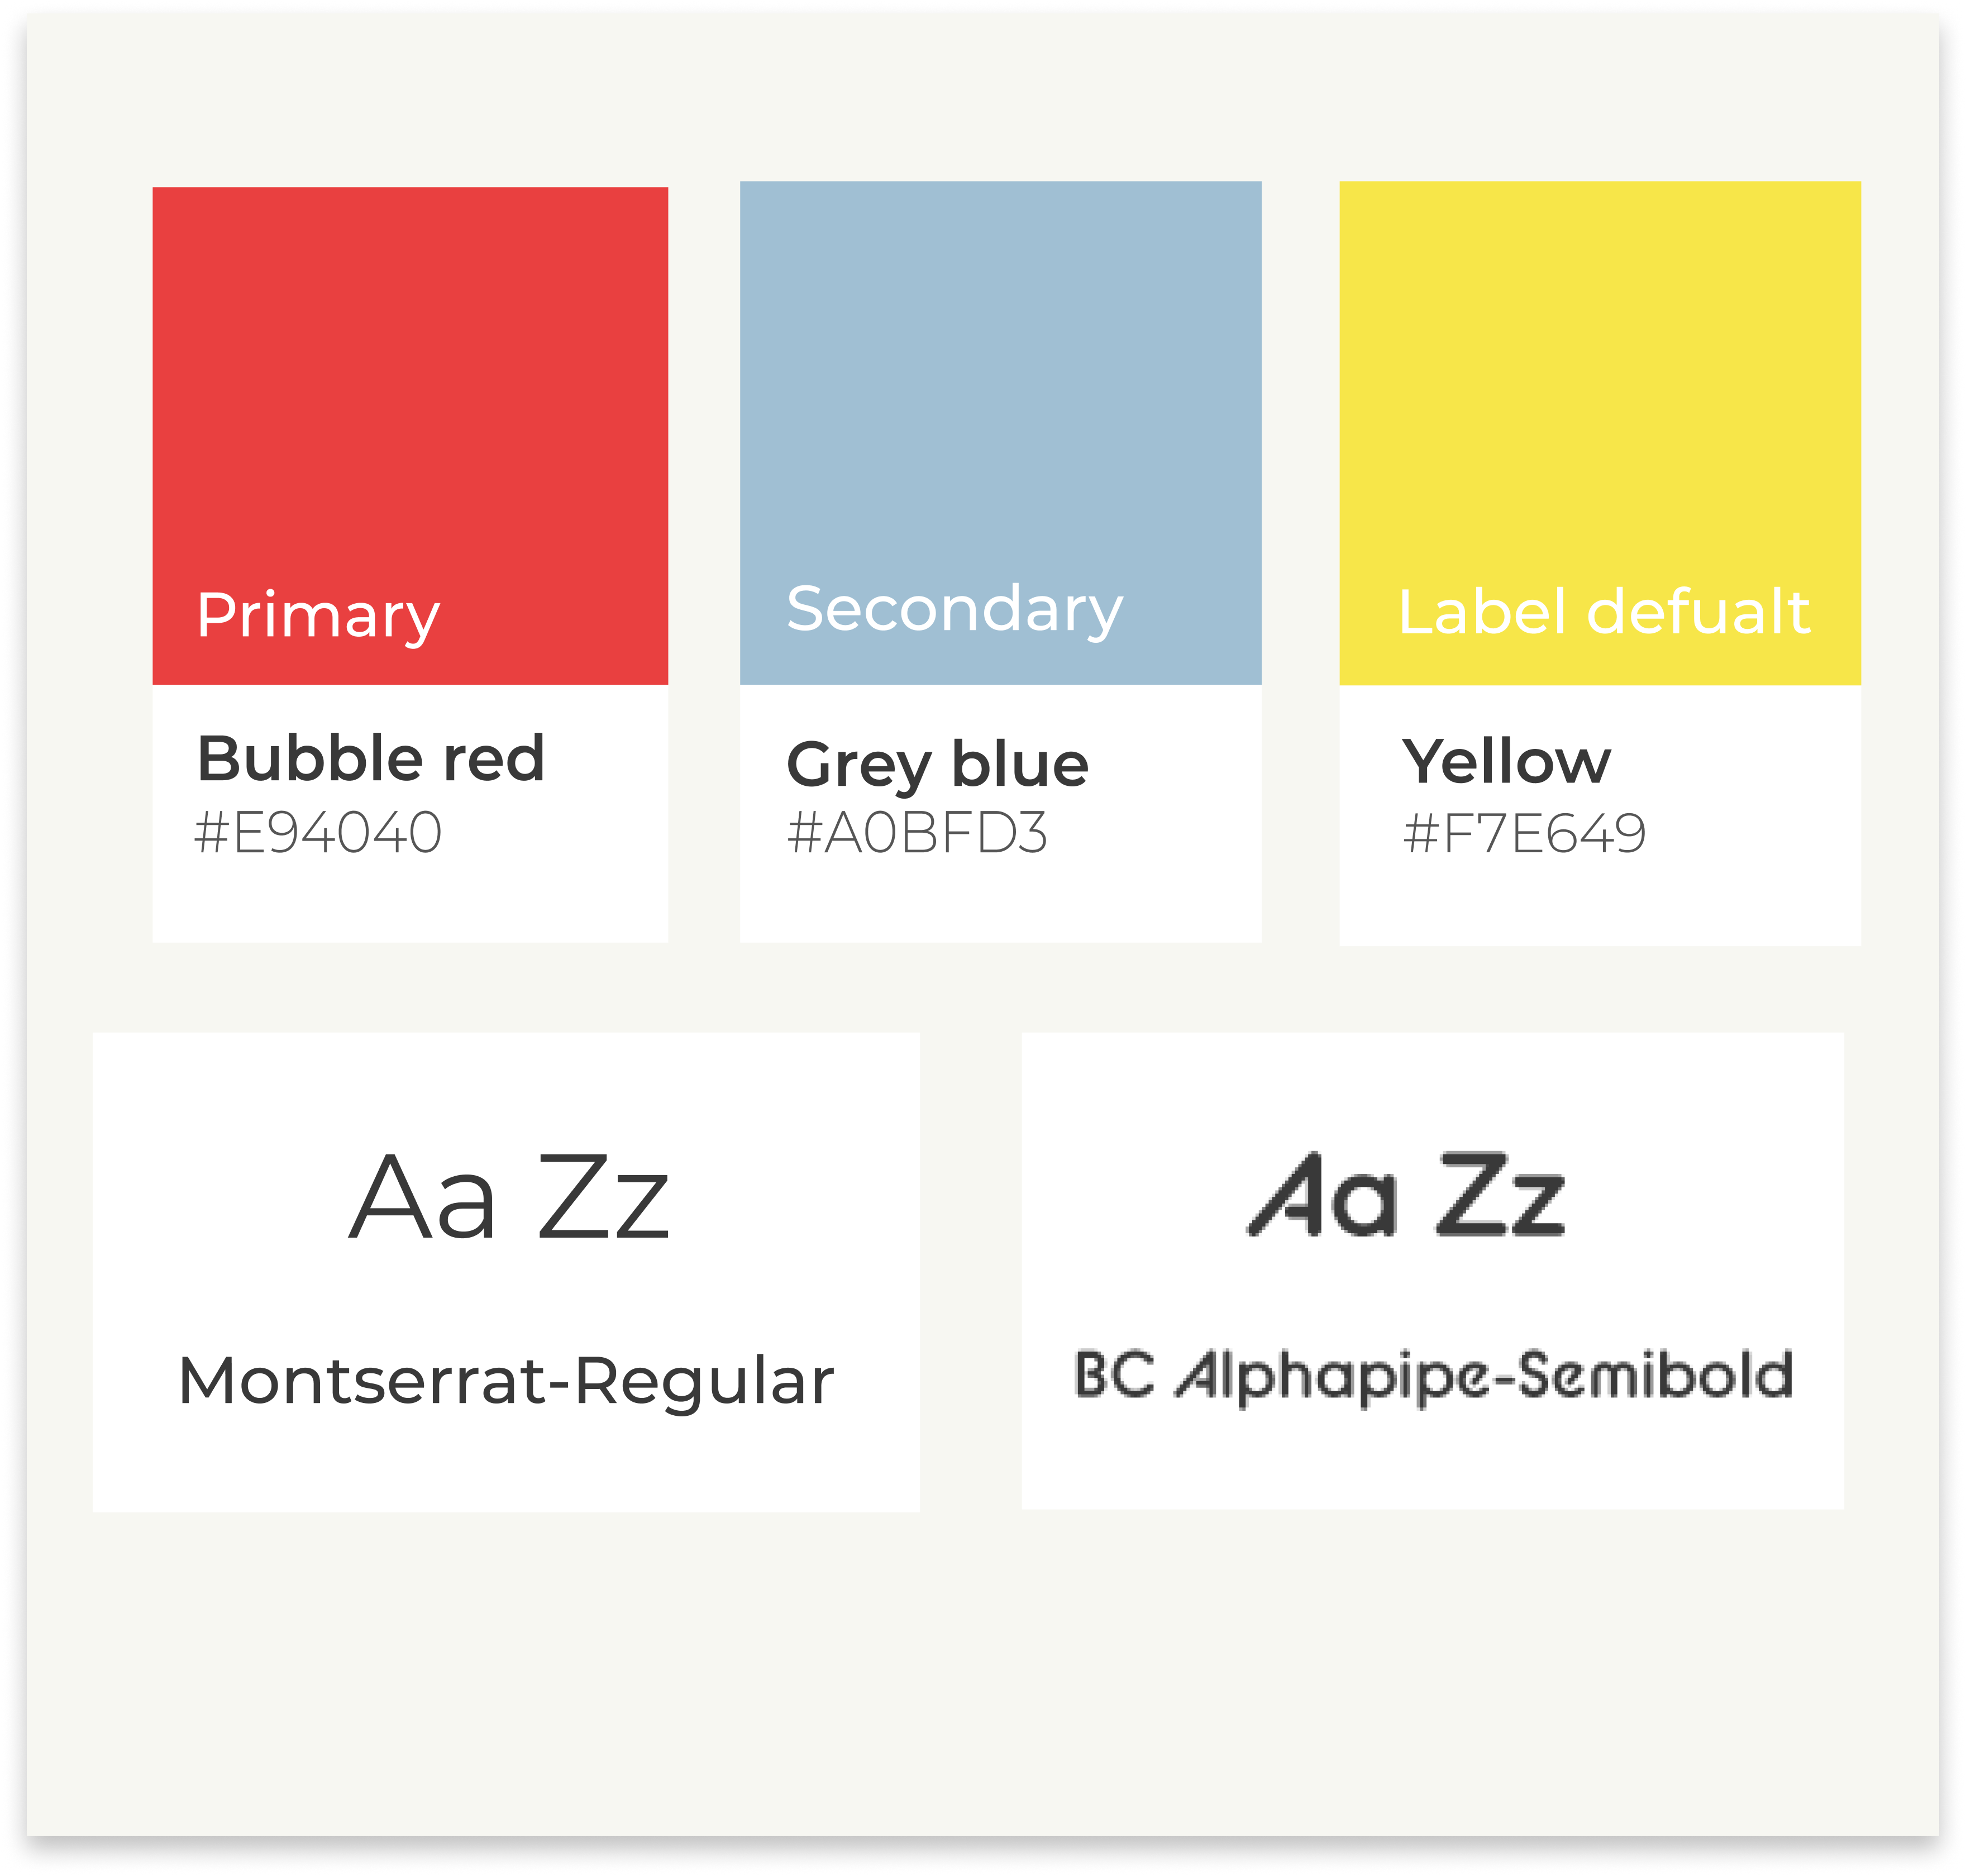 Primary
Bubble red
#E94040
Secondary
Grey blue
#A0BFD3
Label defualt
Yellow
#F7E649
Aa Zz
Montserrat-Regular
Aa Zz
BC Alphapipe-Semibold